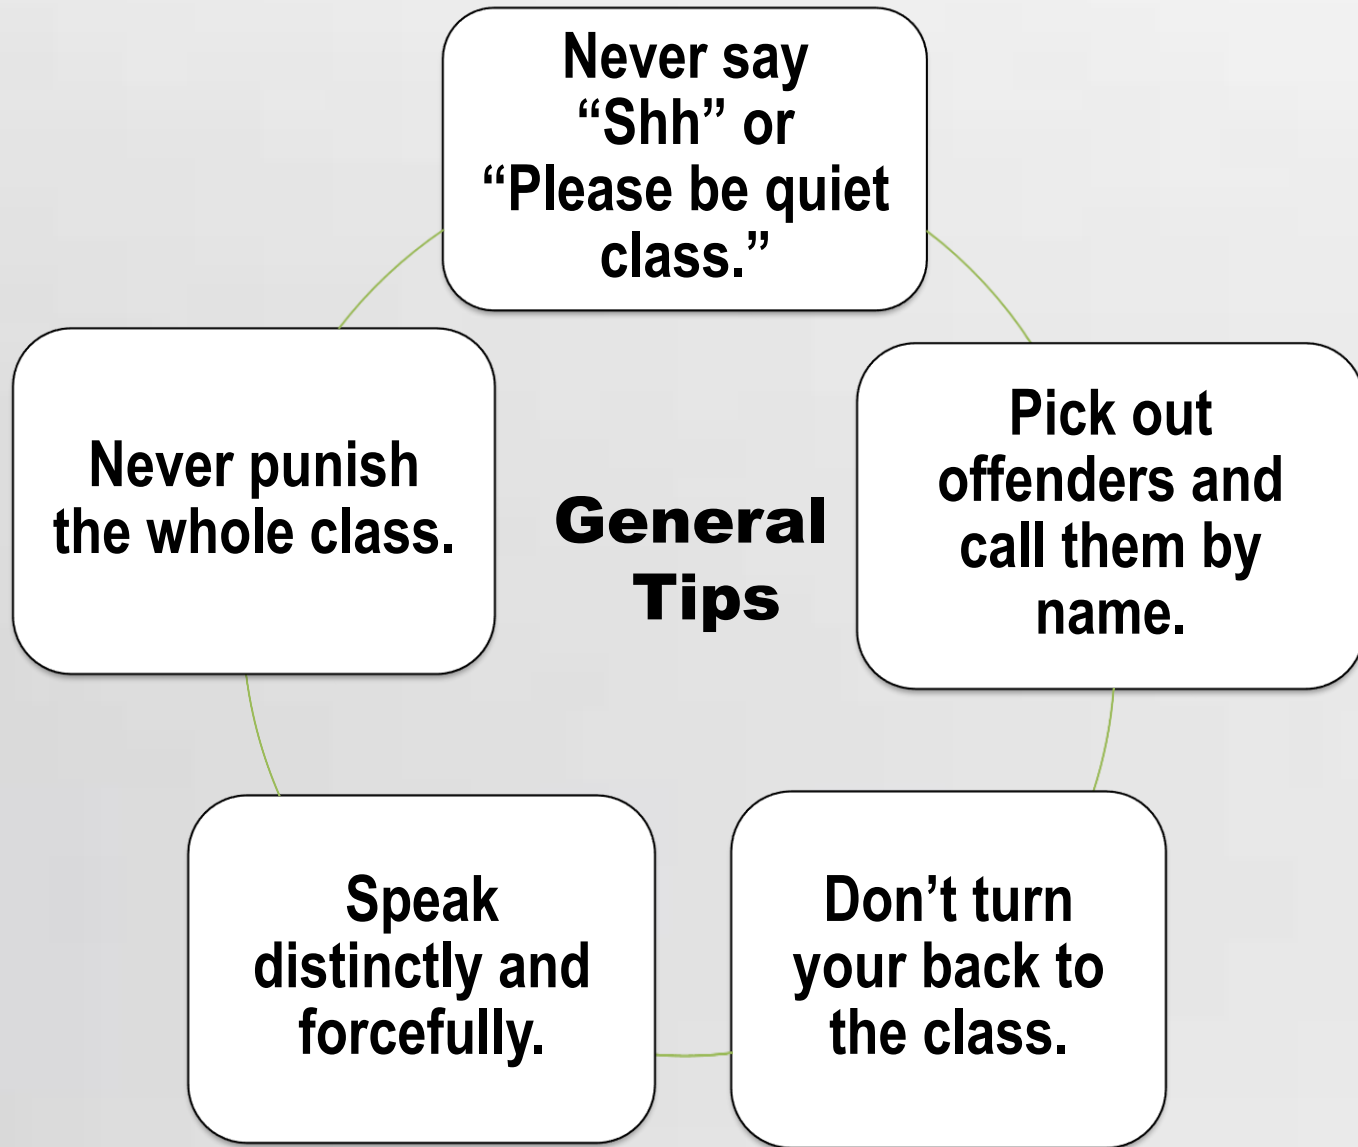 Never say
“Shh” or
“Please be quiet
class.”
Pick out
offenders and
call them by
name.
Don’t turn
your back to
the class.
Speak
distinctly and
forcefully.
Never punish
the whole class.
General
Tips